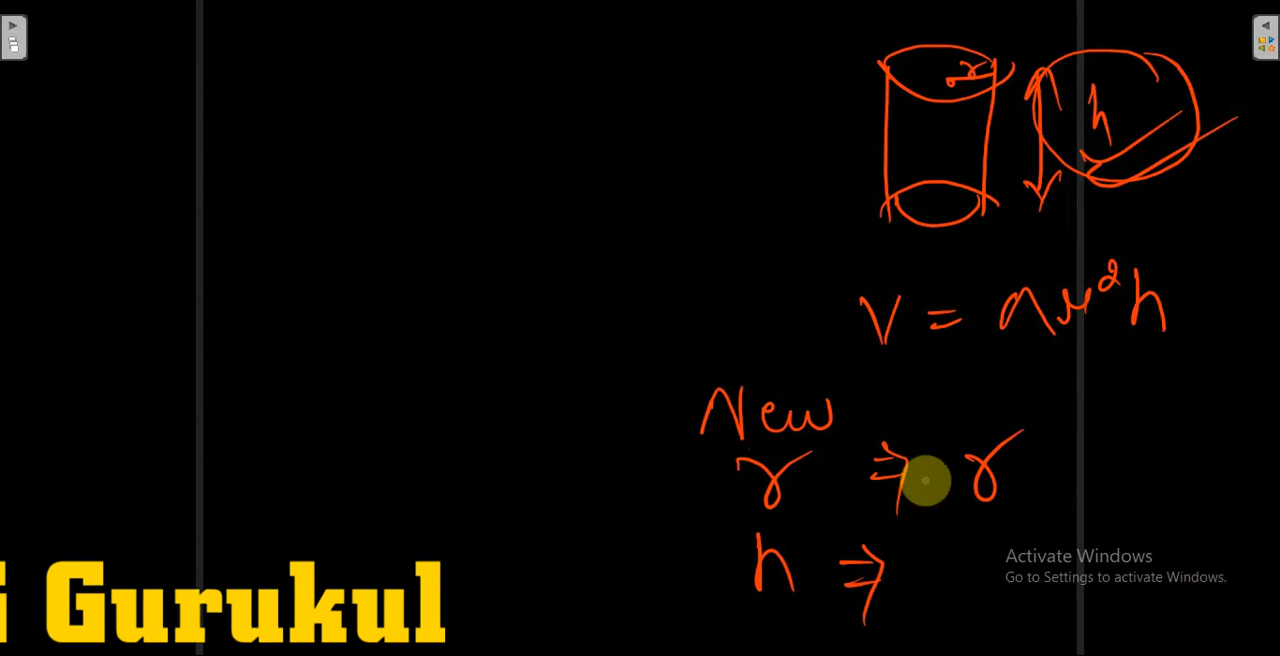 r
h
V = πr²h
New
r ⇒ r
h ⇒
Activate Windows
Go to Settings to activate Windows.
i Gurukul